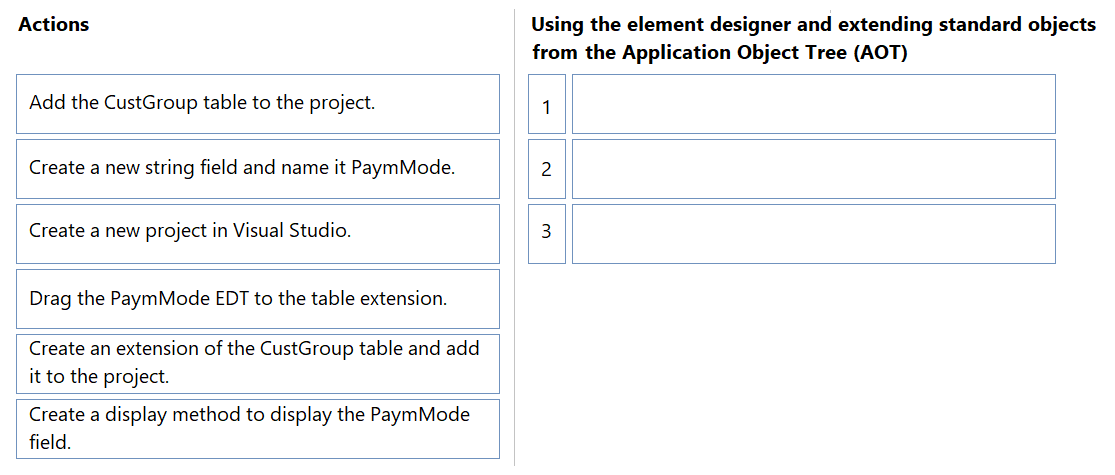 Actions
Add the CustGroup table to the project.
Create a new string field and name it PaymMode.
Create a new project in Visual Studio.
Drag the PaymMode EDT to the table extension.
Create an extension of the CustGroup table and add
it to the project.
Create a display method to display the PaymMode
field.
Using the element designer and extending standard objects
from the Application Object Tree (AOT)
1
2
3